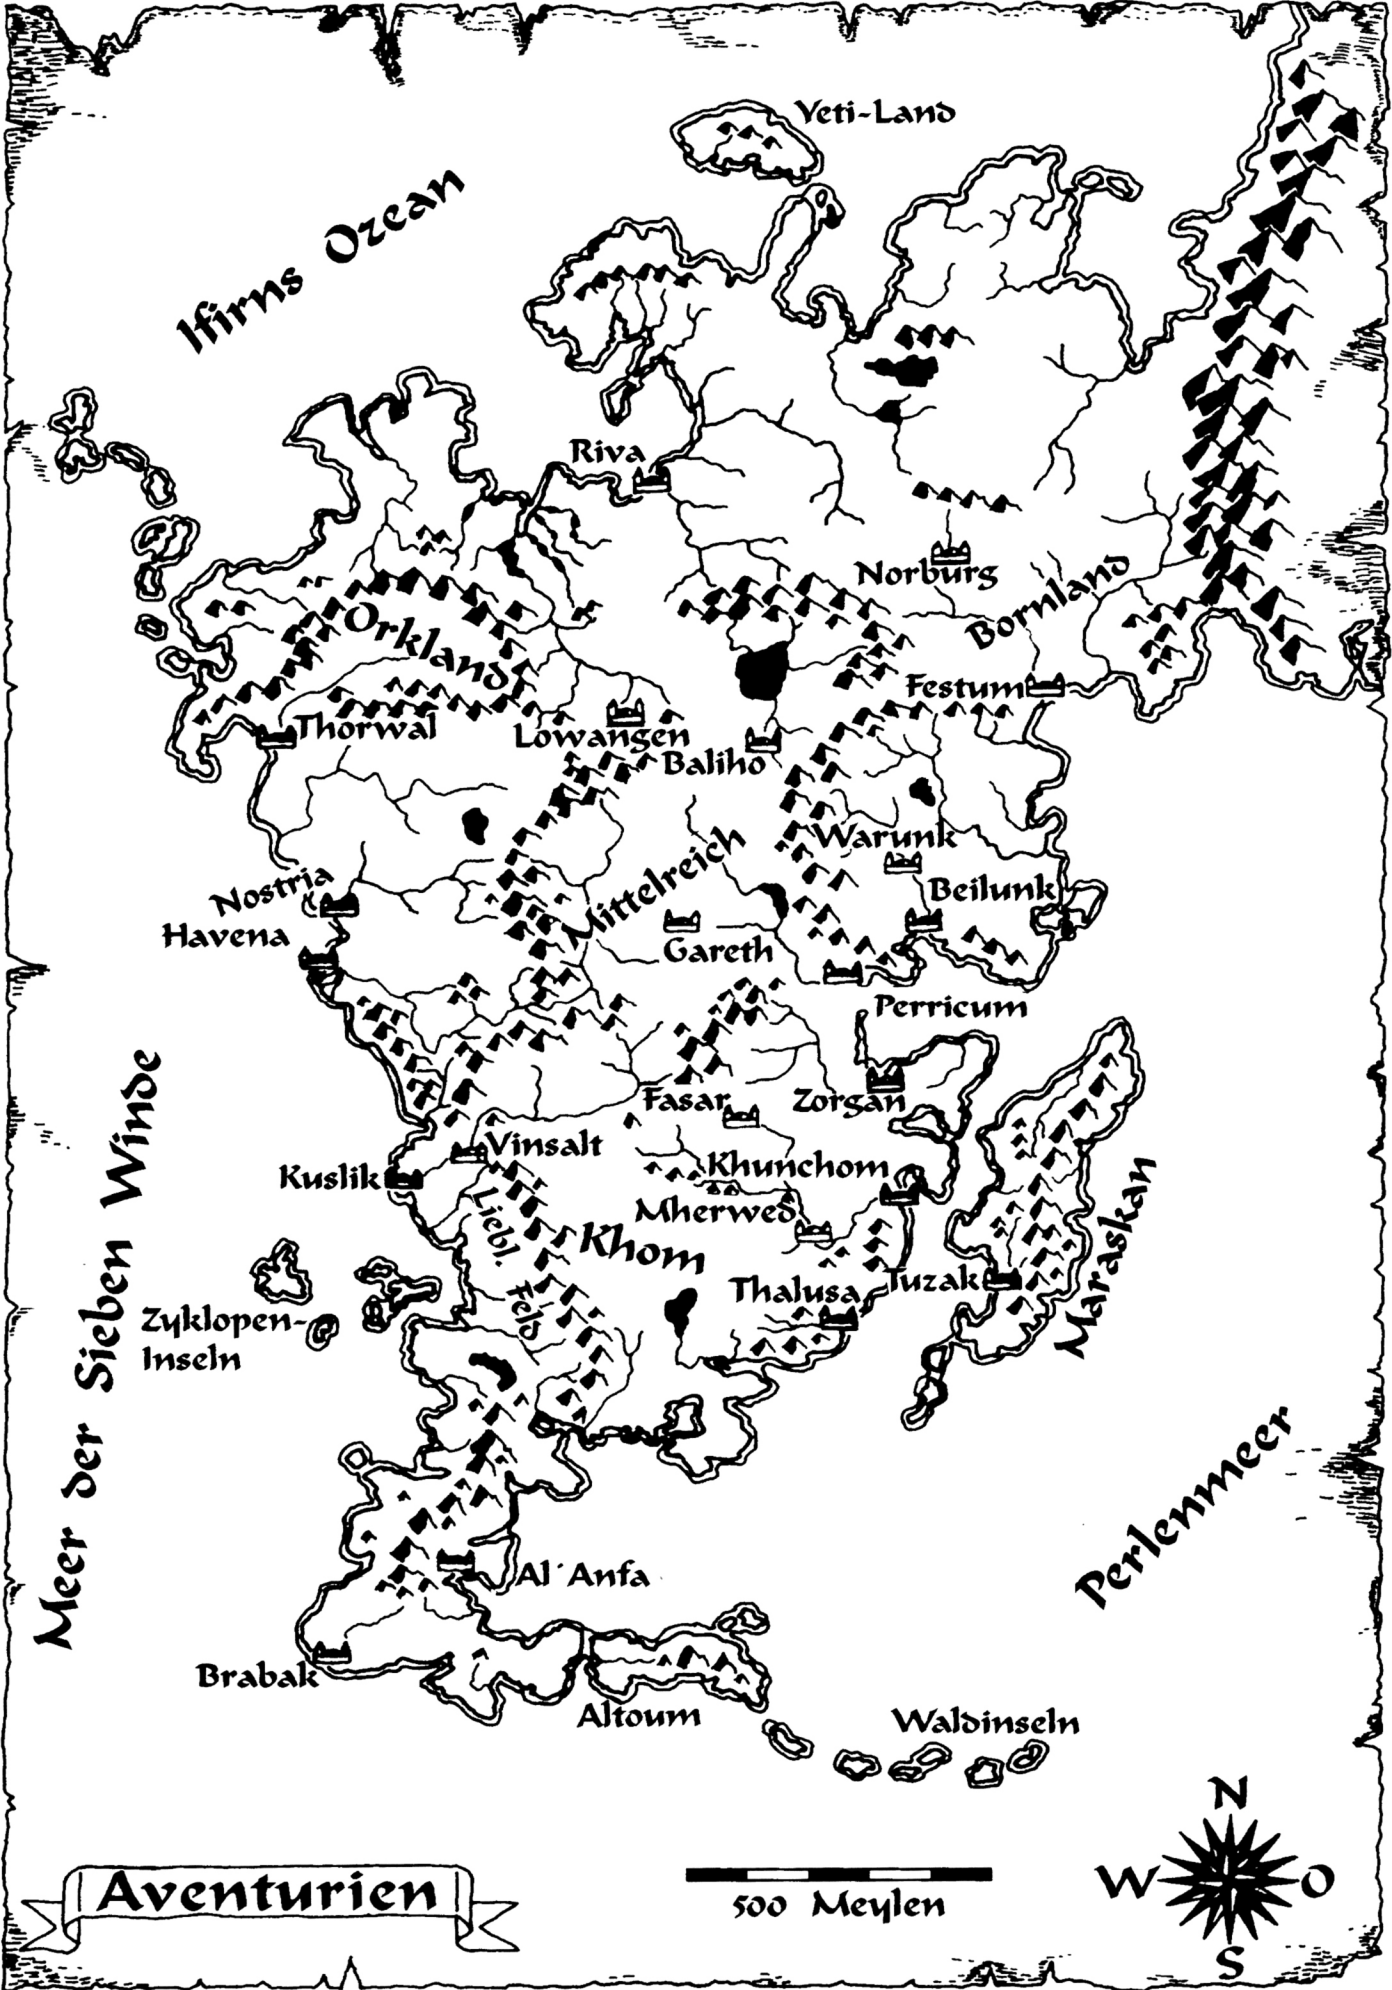 Yeti-Land
Ifirns Ozean
Riva
Norburg
Bornland
Orkland
Festum
Thorwal
Lowangen
Baliho
Warunk
Mittelreich
Nostria
Beilunk
Havena
Gareth
Perricum
Fasar
Zorgan
Vinsalt
Kuslik
Khunchom
Mherwed
Liebl.
Feld
Khom
Maraskan
Thalusa
Tuzak
Zyklopen-
Inseln
Meer der Sieben Winde
Perlenmeer
Al'Anfa
Brabak
Altoum
Waldinseln
N
W
O
S
Aventurien
500 Meylen